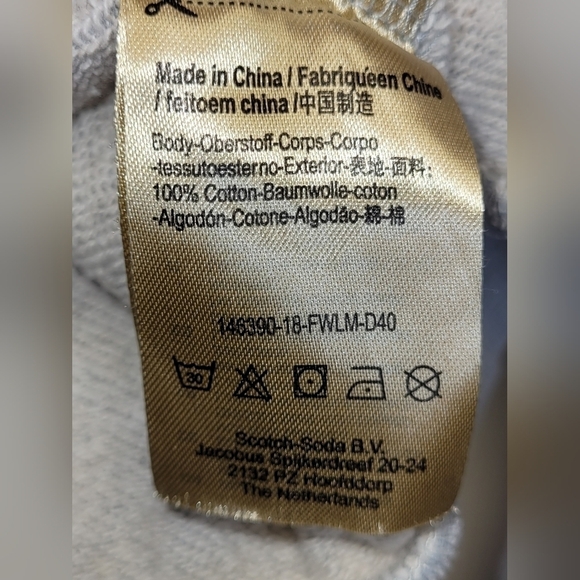 Made in China / Fabriquéen Chine
/ feitoem china /中国制造
Body-Oberstoff-Corps-Corpo
-tessutoesterno-Exterior-表地-面料:
100% Cotton-Baumwolle-coton
-Algodón-Cotone-Algodão-綿-棉
146390-18-FWLM-D40
30
Scotch-Soda B.V.
Jacobus Spijkerdreef 20-24
2132 PZ Hoofddorp
The Netherlands